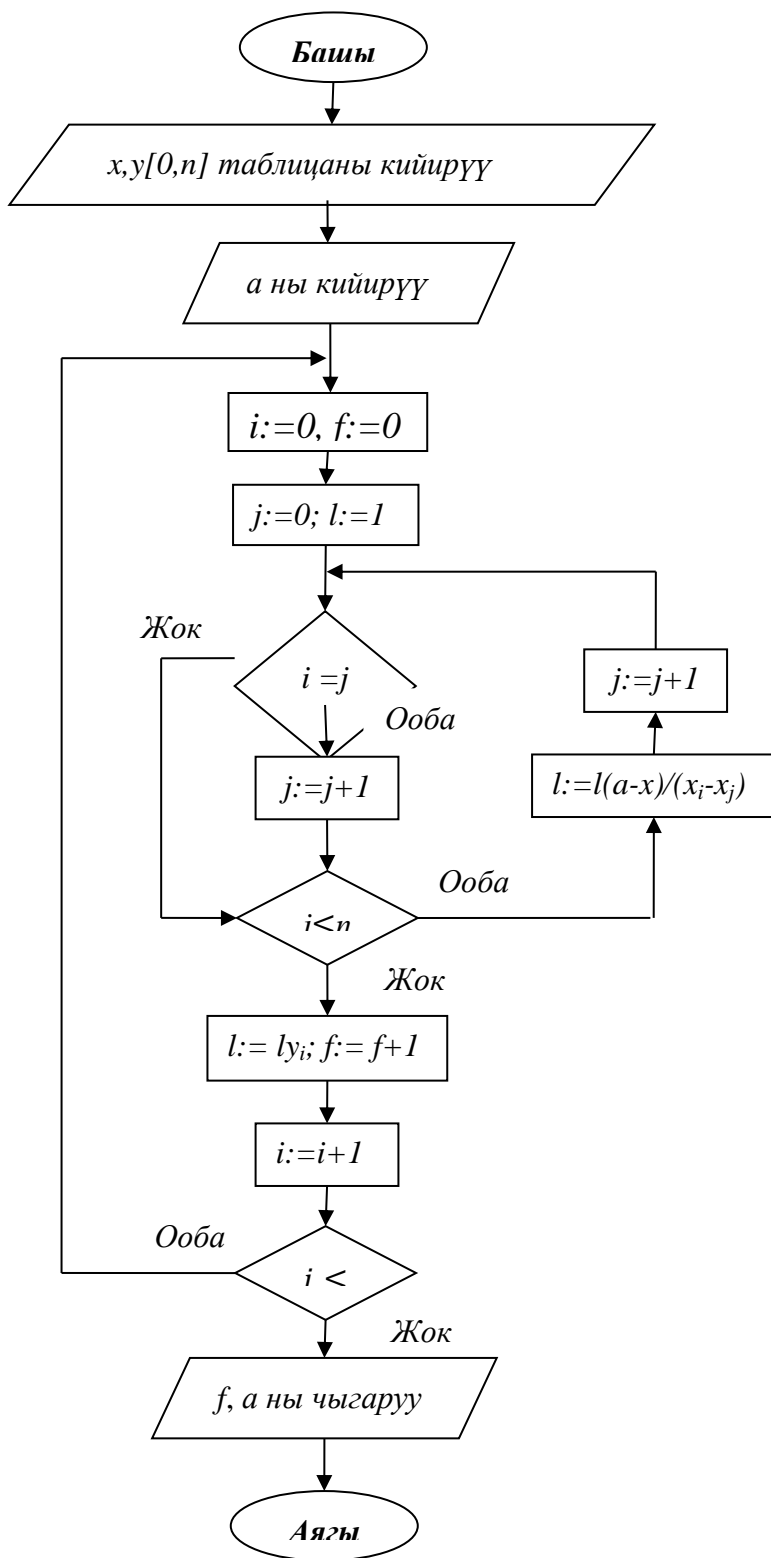 Башы
x,y[0,n] таблицаны кийирүү
а ны кийирүү
i:=0, f:=0
j:=0; l:=1
Жок
i =j
Ооба
j:=j+1
j:=j+1
l:=l(a-x)/(xᵢ-xⱼ)
Ооба
j<n
Жок
l:= lyᵢ; f:= f+1
i:=i+1
Ооба
i <
Жок
f, а ны чыгаруу
Аягы